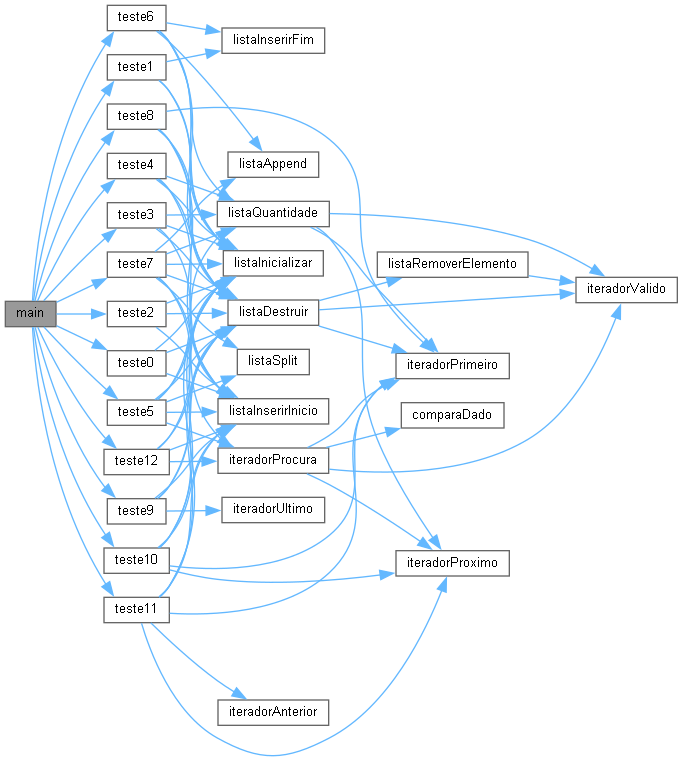 main
teste6
teste1
teste8
teste4
teste3
teste7
teste2
teste0
teste5
teste12
teste9
teste10
teste11
listaInserirFim
listaAppend
listaQuantidade
listaInicializar
listaDestruir
listaSplit
listaInserirInicio
iteradorProcura
iteradorUltimo
iteradorAnterior
listaRemoverElemento
iteradorPrimeiro
comparaDado
iteradorProximo
iteradorValido